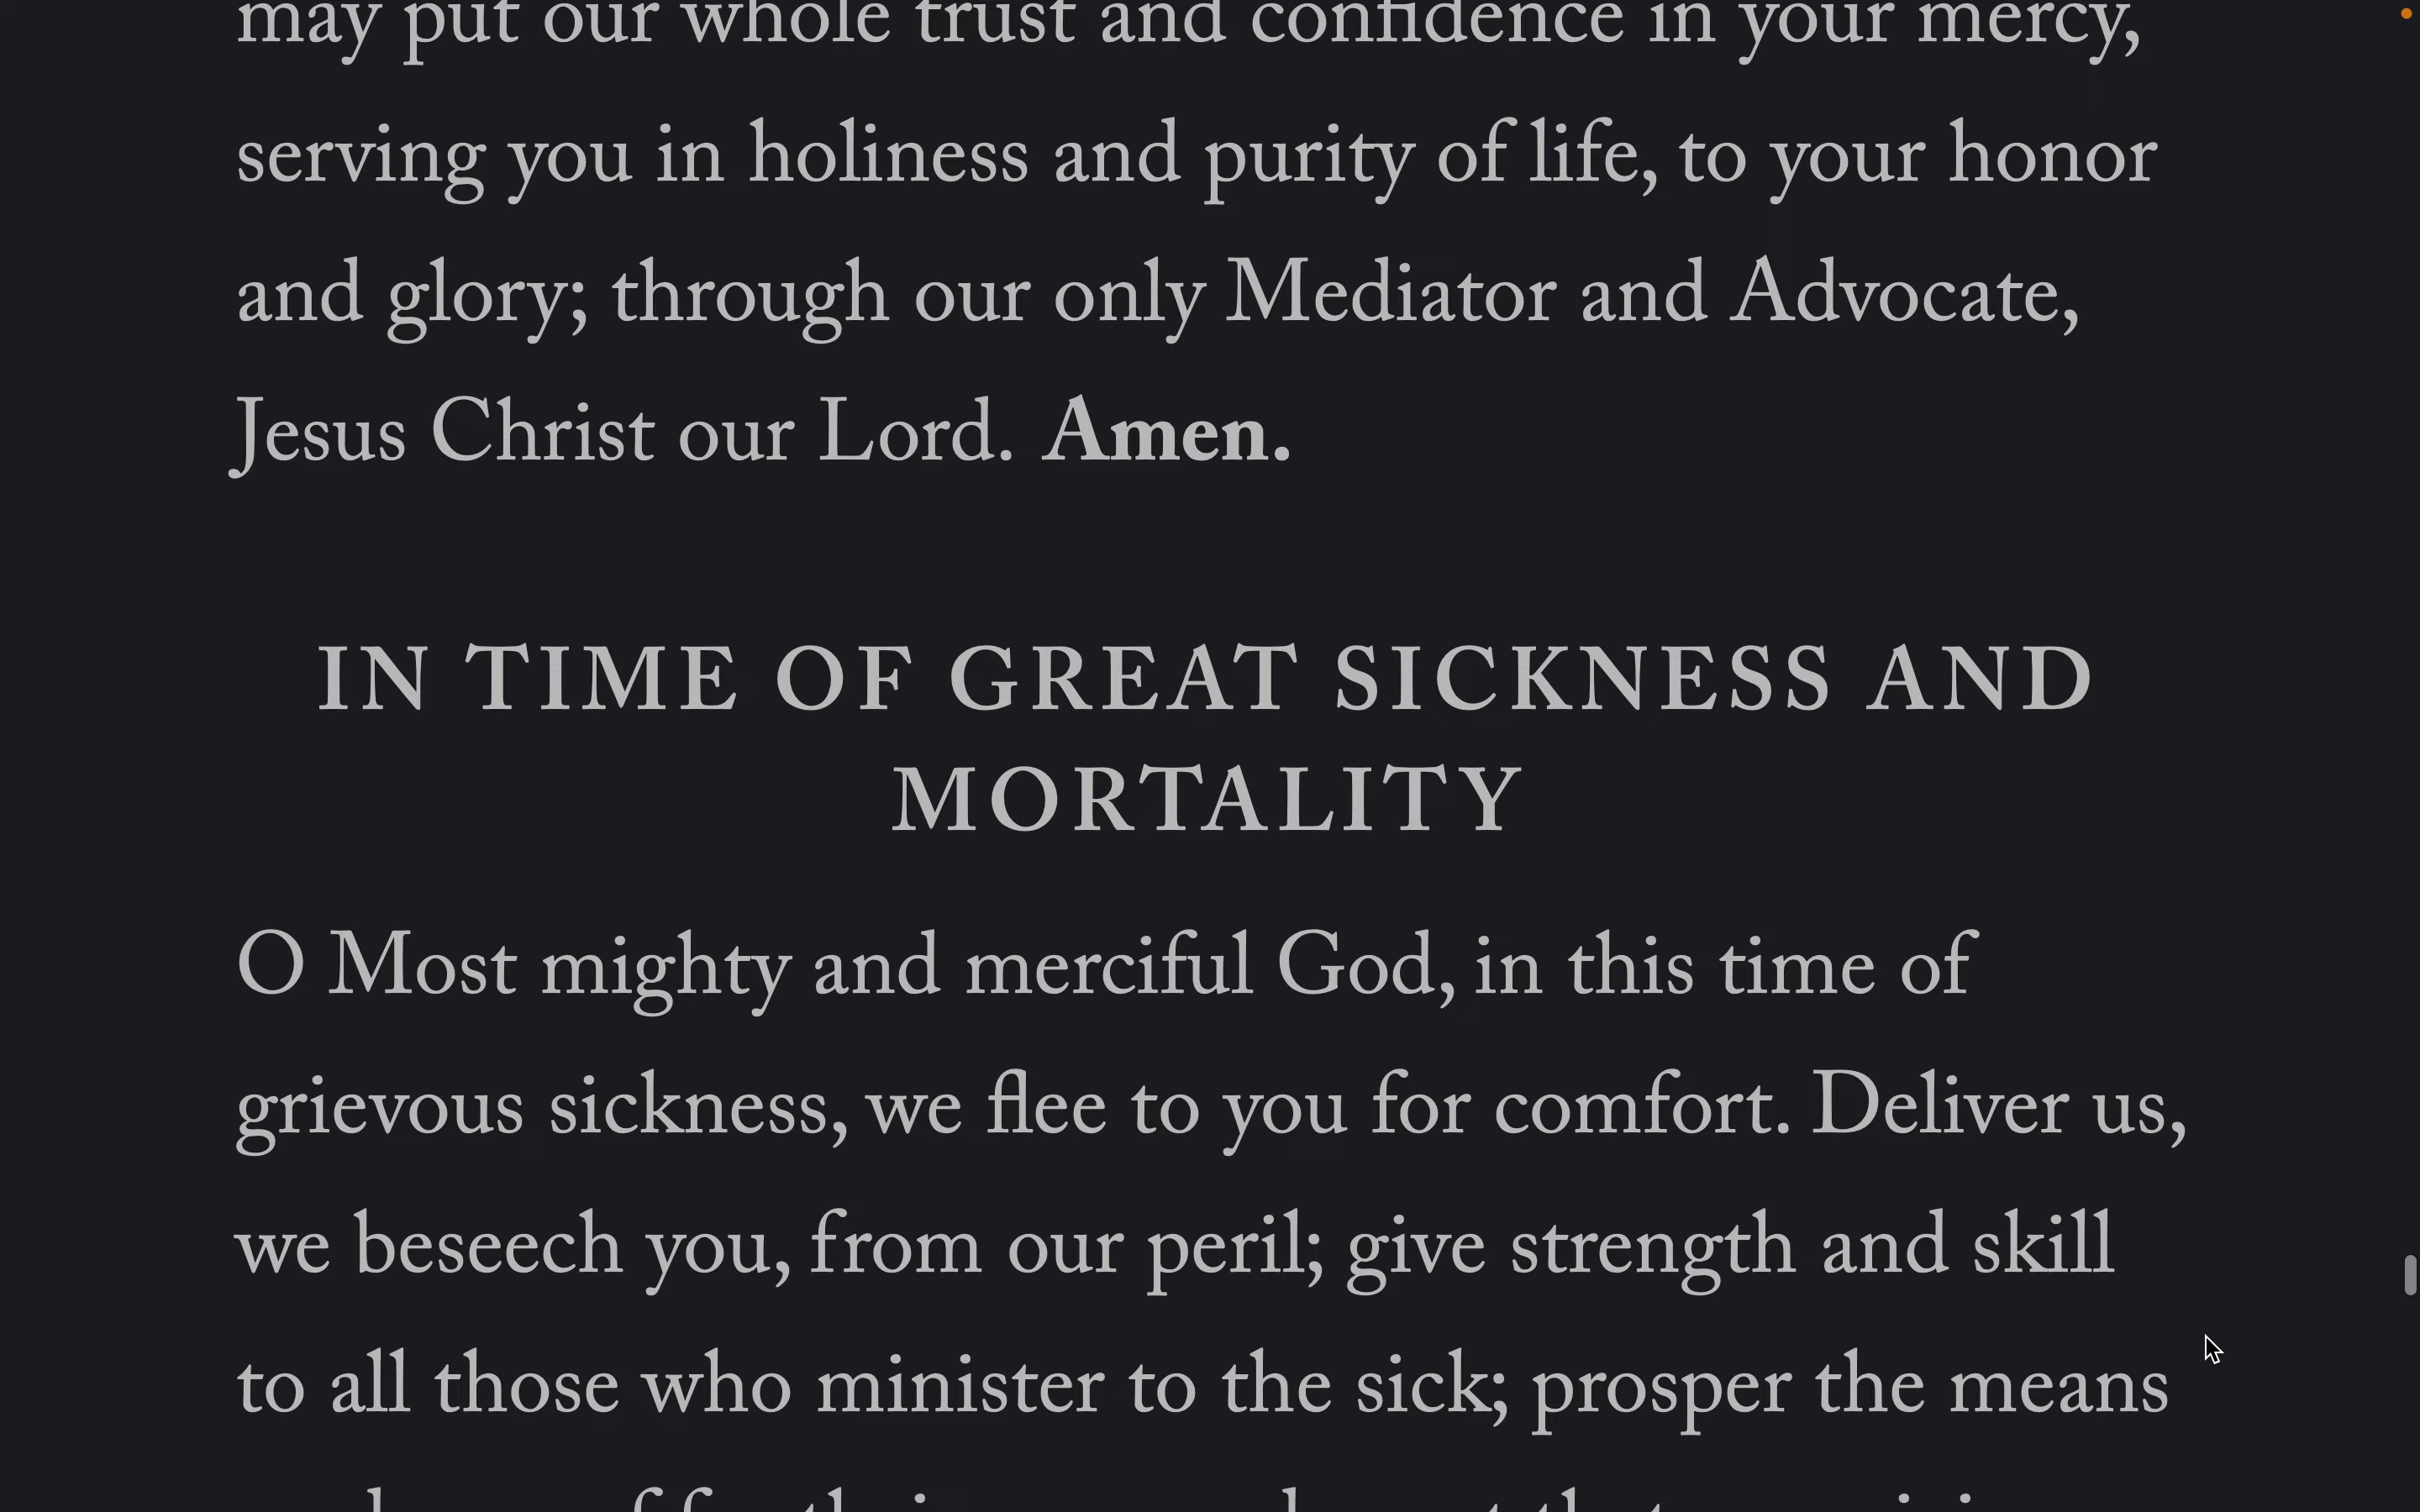 may put our whole trust and confidence in your mercy,
serving you in holiness and purity of life, to your honor
and glory; through our only Mediator and Advocate,
Jesus Christ our Lord. Amen.
IN TIME OF GREAT SICKNESS AND
MORTALITY
O Most mighty and merciful God, in this time of
grievous sickness, we flee to you for comfort. Deliver us,
we beseech you, from our peril; give strength and skill
to all those who minister to the sick; prosper the means